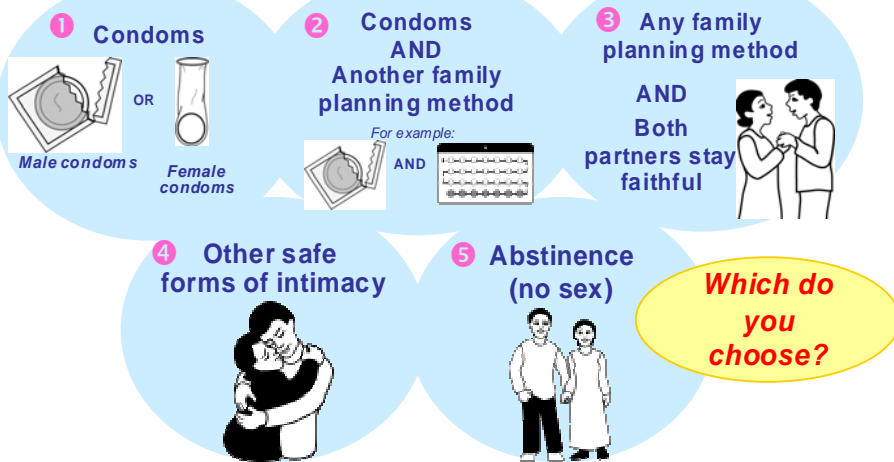 1 Condoms
OR
Male condoms
Female
condoms
2 Condoms
AND
Another family
planning method
For example:
AND
3 Any family
planning method
AND
Both
partners stay
faithful
4 Other safe
forms of intimacy
5 Abstinence
(no sex)
Which do
you
choose?